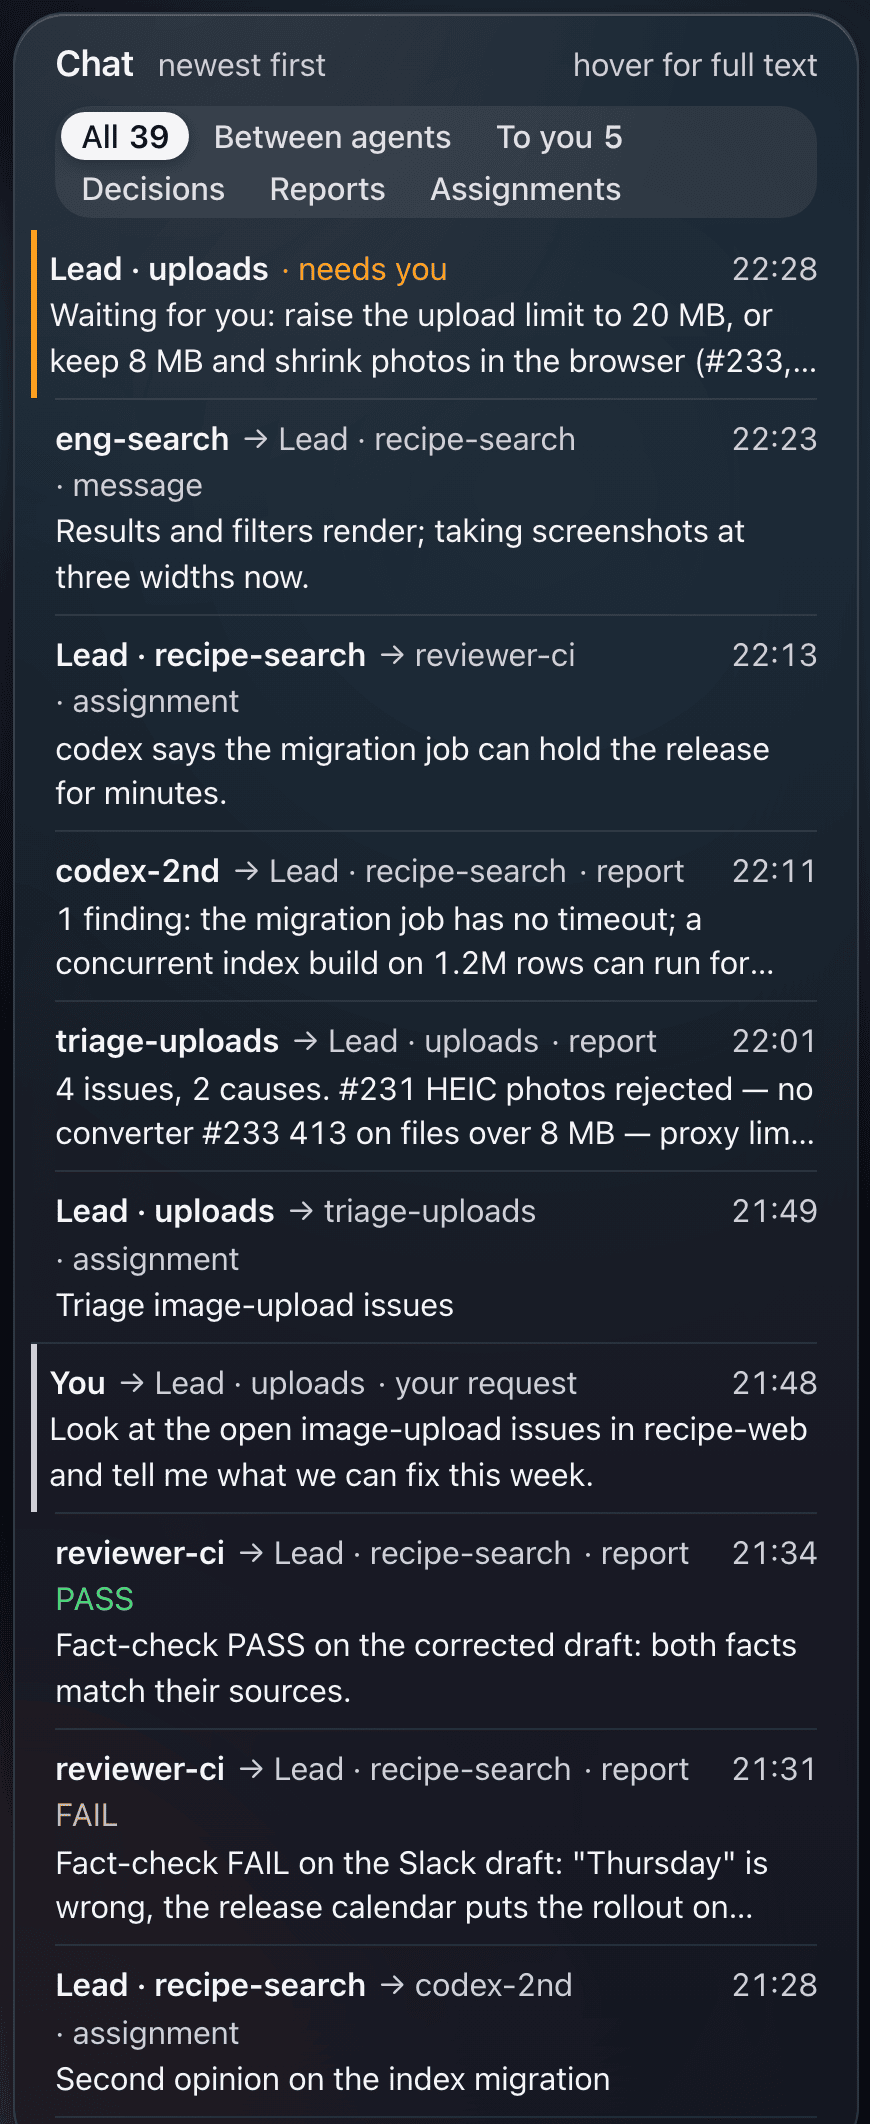 Chat newest first hover for full text
All 39 Between agents To you 5
Decisions Reports Assignments
Lead · uploads · needs you 22:28
Waiting for you: raise the upload limit to 20 MB, or
keep 8 MB and shrink photos in the browser (#233,...
eng-search → Lead · recipe-search 22:23
· message
Results and filters render; taking screenshots at
three widths now.
Lead · recipe-search → reviewer-ci 22:13
· assignment
codex says the migration job can hold the release
for minutes.
codex-2nd → Lead · recipe-search · report 22:11
1 finding: the migration job has no timeout; a
concurrent index build on 1.2M rows can run for...
triage-uploads → Lead · uploads · report 22:01
4 issues, 2 causes. #231 HEIC photos rejected — no
converter #233 413 on files over 8 MB — proxy lim...
Lead · uploads → triage-uploads 21:49
· assignment
Triage image-upload issues
You → Lead · uploads · your request 21:48
Look at the open image-upload issues in recipe-web
and tell me what we can fix this week.
reviewer-ci → Lead · recipe-search · report 21:34
PASS
Fact-check PASS on the corrected draft: both facts
match their sources.
reviewer-ci → Lead · recipe-search · report 21:31
FAIL
Fact-check FAIL on the Slack draft: "Thursday" is
wrong, the release calendar puts the rollout on...
Lead · recipe-search → codex-2nd 21:28
· assignment
Second opinion on the index migration